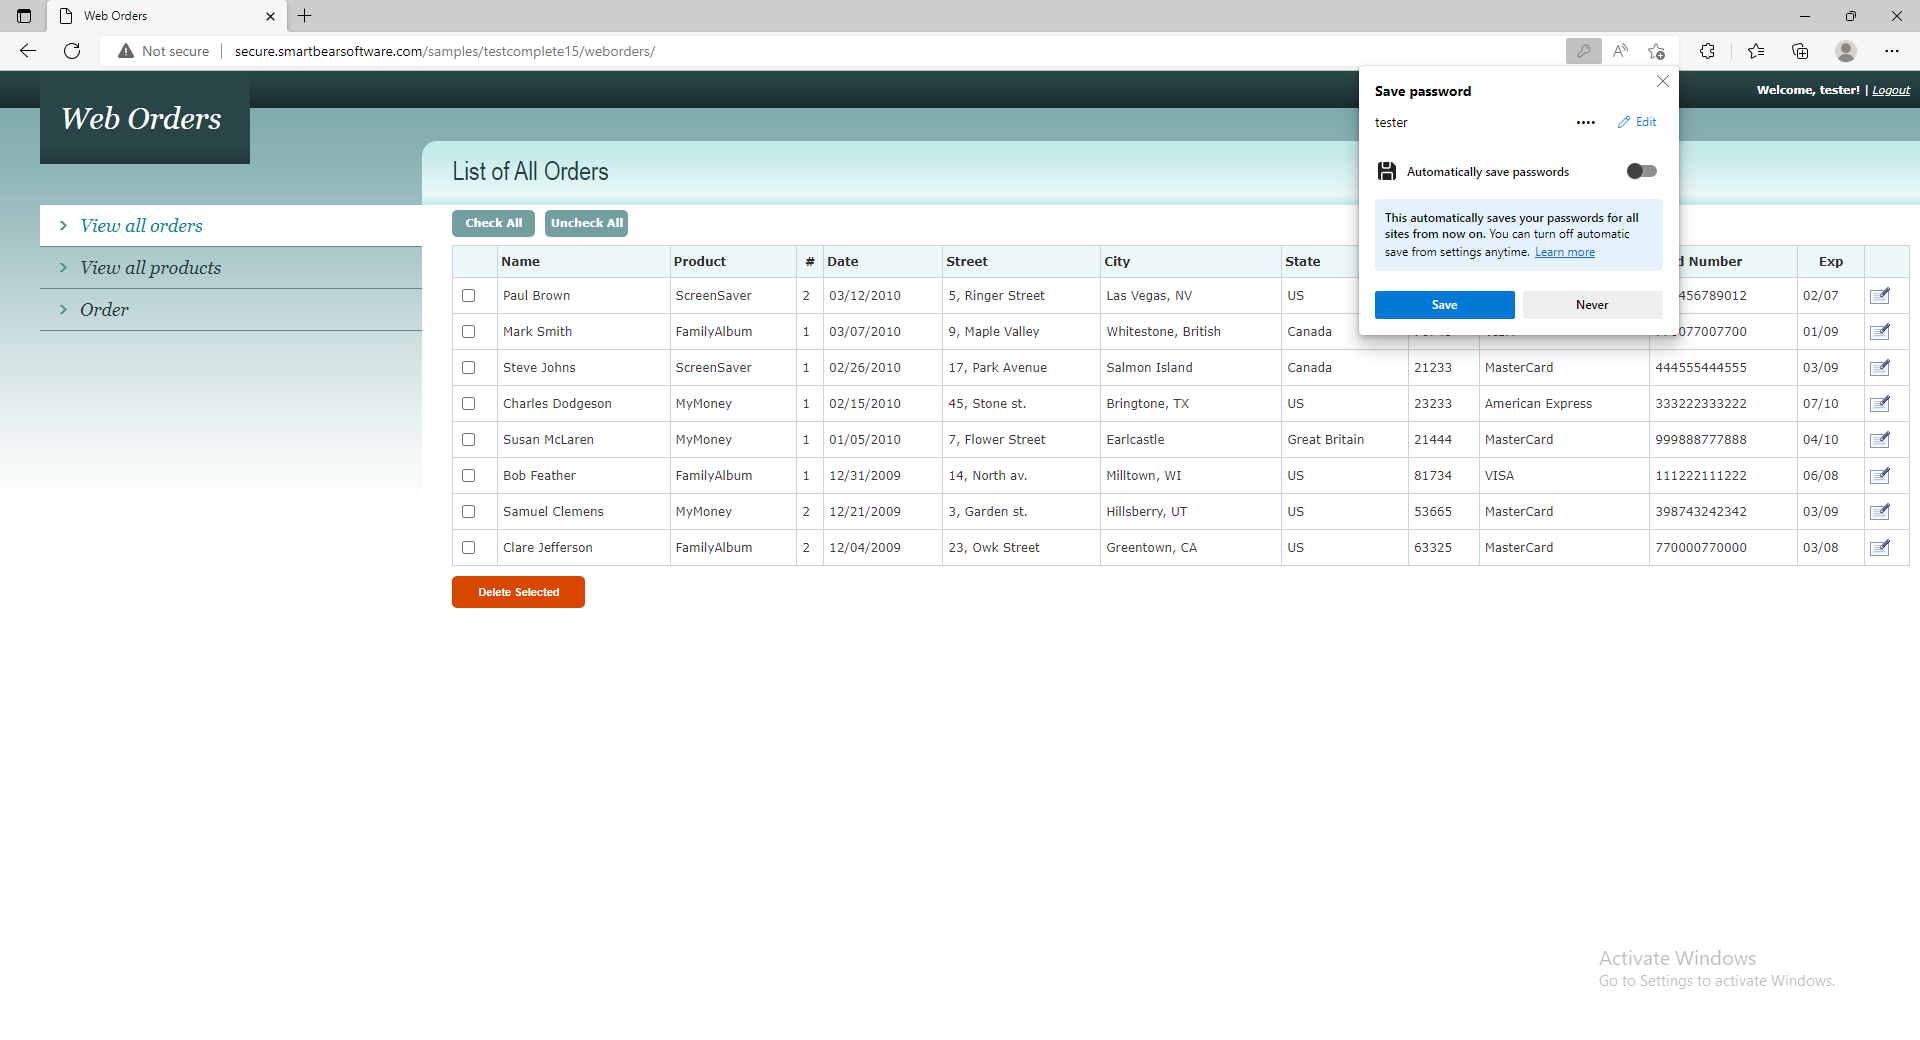 Web Orders
Not secure
secure.smartbearsoftware.com/samples/testcomplete15/weborders/
Web Orders
Welcome, tester! | Logout
Save password
tester
•••• Edit
Automatically save passwords
This automatically saves your passwords for all
sites from now on. You can turn off automatic
save from settings anytime. Learn more
Save
Never
List of All Orders
> View all orders
> View all products
> Order
Check All
Uncheck All
Name Product # Date Street City State Number Exp
Paul Brown ScreenSaver 2 03/12/2010 5, Ringer Street Las Vegas, NV US 456789012 02/07
Mark Smith FamilyAlbum 1 03/07/2010 9, Maple Valley Whitestone, British Canada 077007700 01/09
Steve Johns ScreenSaver 1 02/26/2010 17, Park Avenue Salmon Island Canada 21233 MasterCard 444555444555 03/09
Charles Dodgeson MyMoney 1 02/15/2010 45, Stone st. Bringtone, TX US 23233 American Express 333222333222 07/10
Susan McLaren MyMoney 1 01/05/2010 7, Flower Street Earlcastle Great Britain 21444 MasterCard 999888777888 04/10
Bob Feather FamilyAlbum 1 12/31/2009 14, North av. Milltown, WI US 81734 VISA 111222111222 06/08
Samuel Clemens MyMoney 2 12/21/2009 3, Garden st. Hillsberry, UT US 53665 MasterCard 398743242342 03/09
Clare Jefferson FamilyAlbum 2 12/04/2009 23, Owk Street Greentown, CA US 63325 MasterCard 770000770000 03/08
Delete Selected
Activate Windows
Go to Settings to activate Windows.